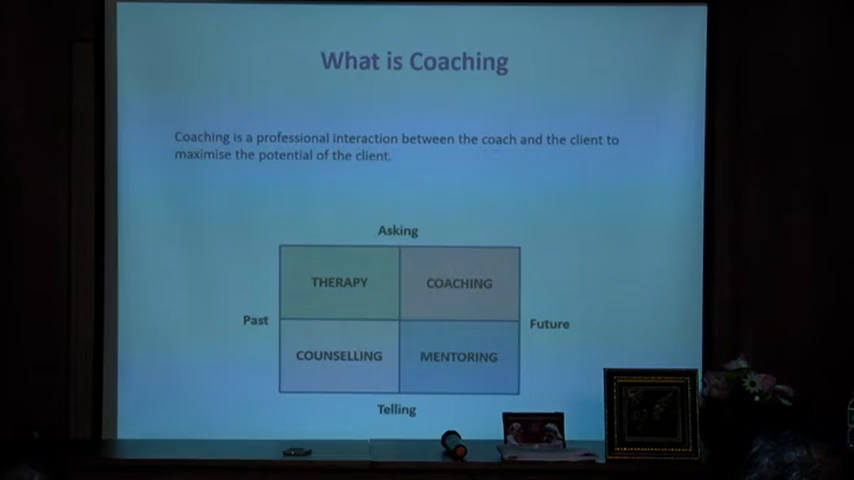 What is Coaching
Coaching is a professional interaction between the coach and the client to
maximise the potential of the client.
Asking
THERAPY
COACHING
Past
Future
COUNSELLING
MENTORING
Telling